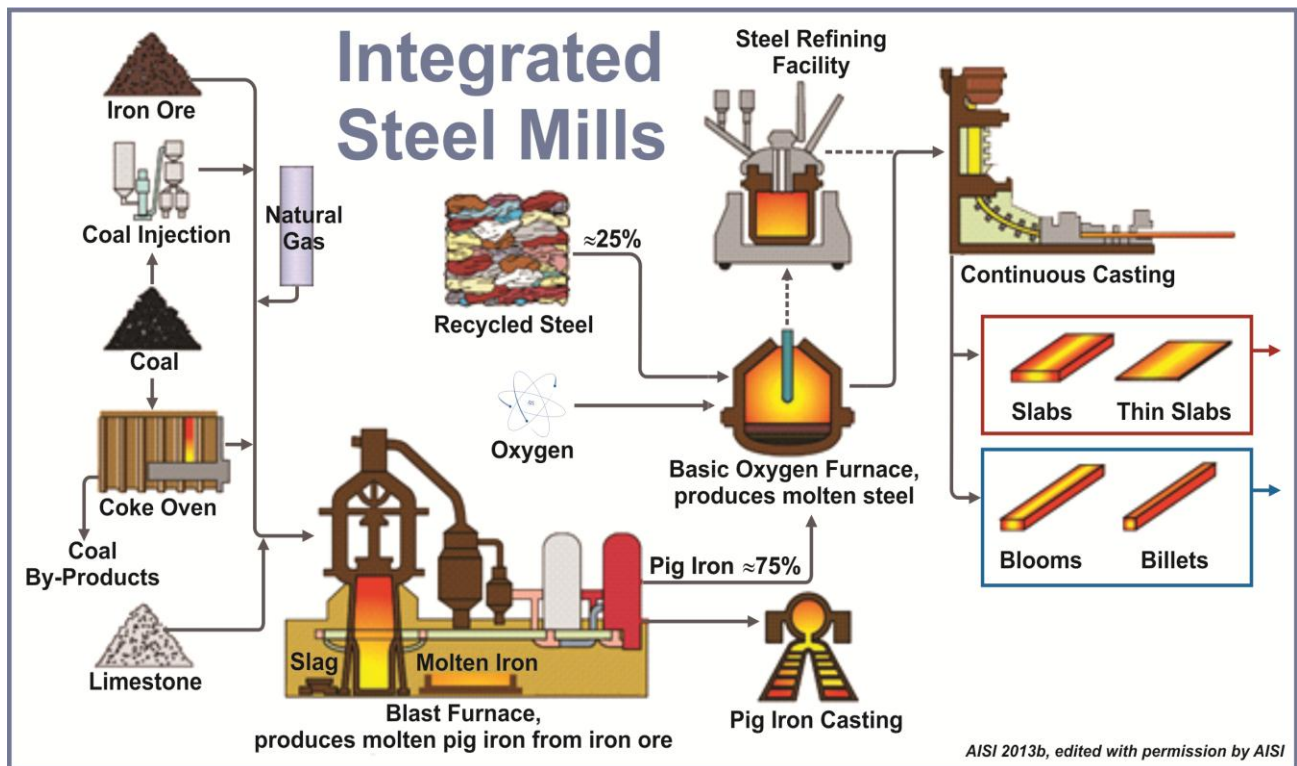 Integrated
Steel Mills
Iron Ore
Coal Injection
Natural
Gas
Coal
Coke Oven
Coal
By-Products
Limestone
Recycled Steel
≈25%
Oxygen
Steel Refining
Facility
Basic Oxygen Furnace,
produces molten steel
Pig Iron ≈75%
Slag
Molten Iron
Blast Furnace,
produces molten pig iron from iron ore
Pig Iron Casting
Continuous Casting
Slabs
Thin Slabs
Blooms
Billets
AISI 2013b, edited with permission by AISI